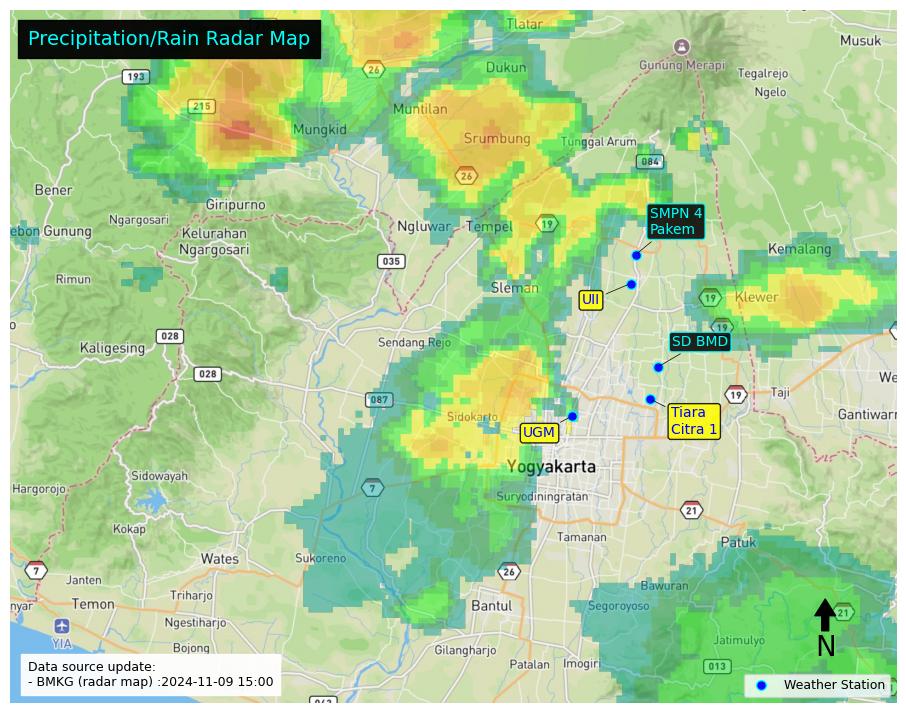 Precipitation/Rain Radar Map
Tlatar
Musuk
193
26
Dukun
Gunung Merapi
Tegalrejo
Ngelo
215
Muntilan
Mungkid
Srumbung
Tunggal Arum
084
26
Bener
Giripurno
Ngargosari
Kelurahan
Ngargosari
Ngluwar
Tempel
19
SMPN 4
Pakem
ebon Gunung
035
Kemalang
Rimun
Sleman
UII
19
Klewer
19
028
Sendang Rejo
SD BMD
Kaligesing
028
087
19
Taji
We
Tiara
Citra 1
Gantiwarn
Sidokarto
UGM
Yogyakarta
Sidowayah
Hargorojo
7
Suryodiningratan
21
Kokap
Tamanan
Patuk
Wates
Sukoreno
7
Janten
26
Bawuran
Triharjo
nyar
Temon
Bantul
Segoroyoso
21
Ngestiharjo
YIA
N
Jatimulyo
Bojong
Gilangharjo
Patalan
Imogiri
013
Data source update:
- BMKG (radar map) :2024-11-09 15:00
Weather Station